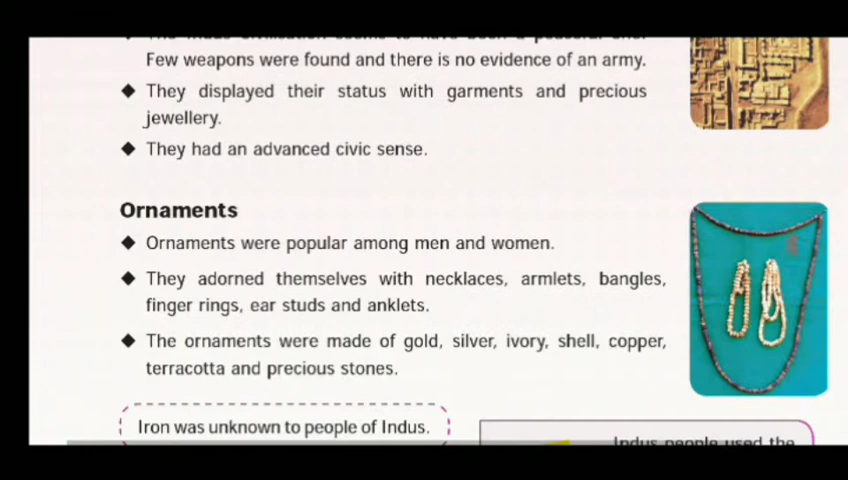 Few weapons were found and there is no evidence of an army.
◆ They displayed their status with garments and precious
jewellery.
◆ They had an advanced civic sense.
Ornaments
◆ Ornaments were popular among men and women.
◆ They adorned themselves with necklaces, armlets, bangles,
finger rings, ear studs and anklets.
◆ The ornaments were made of gold, silver, ivory, shell, copper,
terracotta and precious stones.
Iron was unknown to people of Indus.
Indus people used the